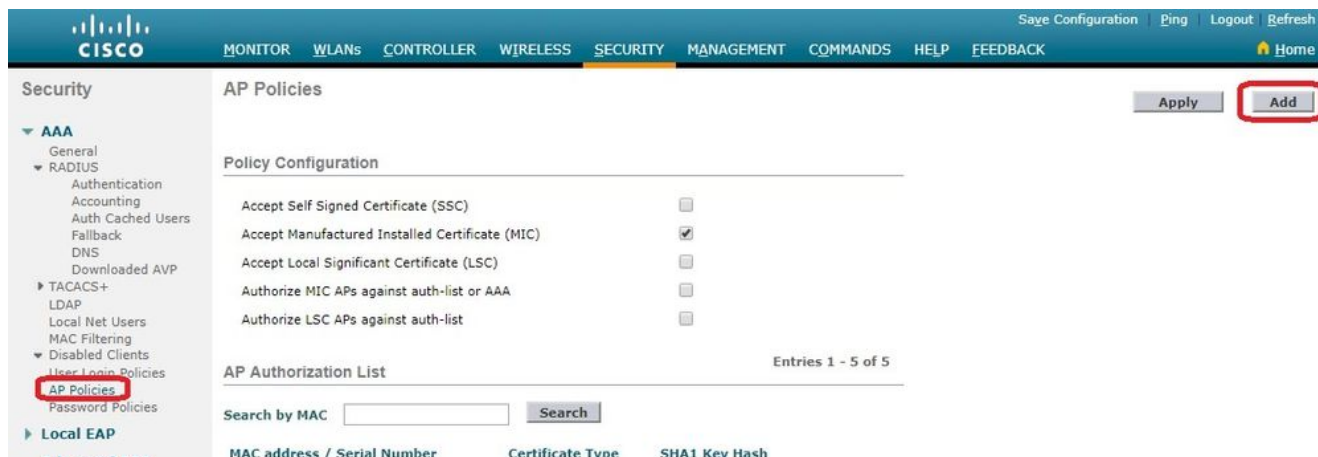 Save Configuration Ping Logout Refresh
CISCO MONITOR WLANs CONTROLLER WIRELESS SECURITY MANAGEMENT COMMANDS HELP FEEDBACK Home
Security
AAA
General
RADIUS
Authentication
Accounting
Auth Cached Users
Fallback
DNS
Downloaded AVP
TACACS+
LDAP
Local Net Users
MAC Filtering
Disabled Clients
User Login Policies
AP Policies
Password Policies
Local EAP
AP Policies
Apply Add
Policy Configuration
Accept Self Signed Certificate (SSC)
Accept Manufactured Installed Certificate (MIC)
Accept Local Significant Certificate (LSC)
Authorize MIC APs against auth-list or AAA
Authorize LSC APs against auth-list
AP Authorization List Entries 1 - 5 of 5
Search by MAC Search
MAC address / Serial Number Certificate Type SHA1 Key Hash